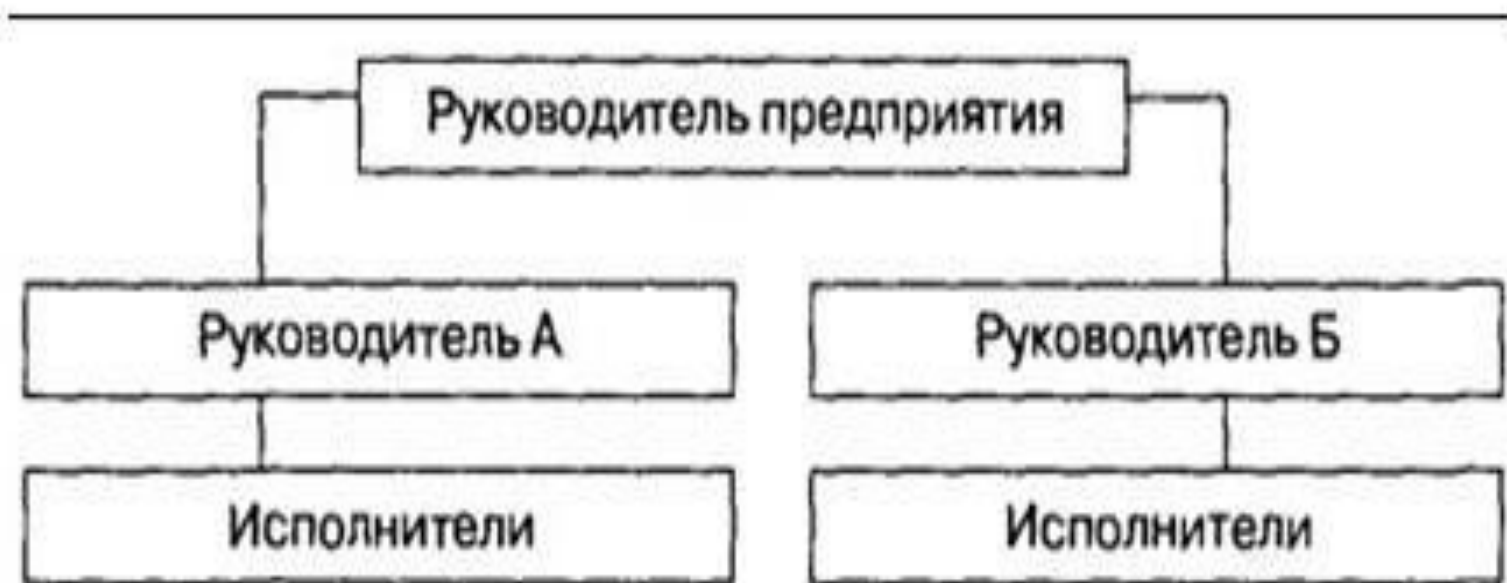 Руководитель предприятия
Руководитель А
Руководитель Б
Исполнители
Исполнители